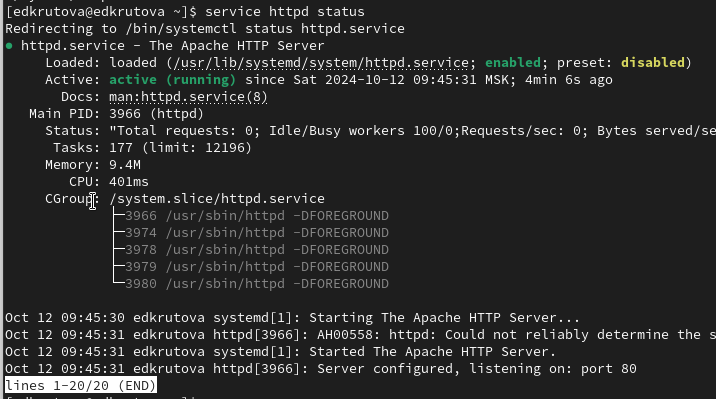 [edkrutova@edkrutova ~]$ service httpd status
Redirecting to /bin/systemctl status httpd.service
● httpd.service - The Apache HTTP Server
     Loaded: loaded (/usr/lib/systemd/system/httpd.service; enabled; preset: disabled)
     Active: active (running) since Sat 2024-10-12 09:45:31 MSK; 4min 6s ago
       Docs: man:httpd.service(8)
   Main PID: 3966 (httpd)
     Status: "Total requests: 0; Idle/Busy workers 100/0;Requests/sec: 0; Bytes served/se
      Tasks: 177 (limit: 12196)
     Memory: 9.4M
        CPU: 401ms
     CGroup: /system.slice/httpd.service
             ├─3966 /usr/sbin/httpd -DFOREGROUND
             ├─3974 /usr/sbin/httpd -DFOREGROUND
             ├─3978 /usr/sbin/httpd -DFOREGROUND
             ├─3979 /usr/sbin/httpd -DFOREGROUND
             └─3980 /usr/sbin/httpd -DFOREGROUND
Oct 12 09:45:30 edkrutova systemd[1]: Starting The Apache HTTP Server...
Oct 12 09:45:31 edkrutova httpd[3966]: AH00558: httpd: Could not reliably determine the s
Oct 12 09:45:31 edkrutova systemd[1]: Started The Apache HTTP Server.
Oct 12 09:45:31 edkrutova httpd[3966]: Server configured, listening on: port 80
lines 1-20/20 (END)